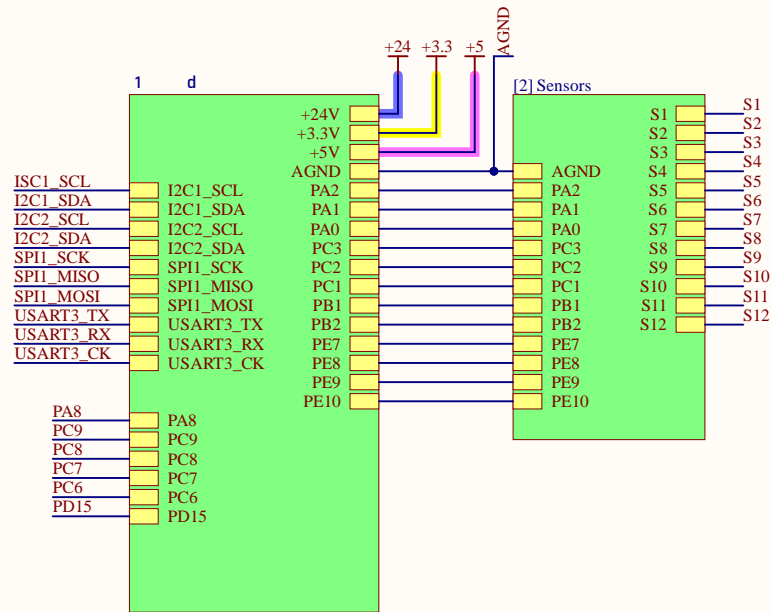 +24 +3.3 +5 AGND
1 d
[2] Sensors
+24V
+3.3V
+5V
AGND
PA2
PA1
PA0
PC3
PC2
PC1
PB1
PB2
PE7
PE8
PE9
PE10
ISC1_SCL
I2C1_SDA
I2C2_SCL
I2C2_SDA
SPI1_SCK
SPI1_MISO
SPI1_MOSI
USART3_TX
USART3_RX
USART3_CK
I2C1_SCL
I2C1_SDA
I2C2_SCL
I2C2_SDA
SPI1_SCK
SPI1_MISO
SPI1_MOSI
USART3_TX
USART3_RX
USART3_CK
PA8
PC9
PC8
PC7
PC6
PD15
PA8
PC9
PC8
PC7
PC6
PD15
AGND
PA2
PA1
PA0
PC3
PC2
PC1
PB1
PB2
PE7
PE8
PE9
PE10
S1
S2
S3
S4
S5
S6
S7
S8
S9
S10
S11
S12
S1
S2
S3
S4
S5
S6
S7
S8
S9
S10
S11
S12